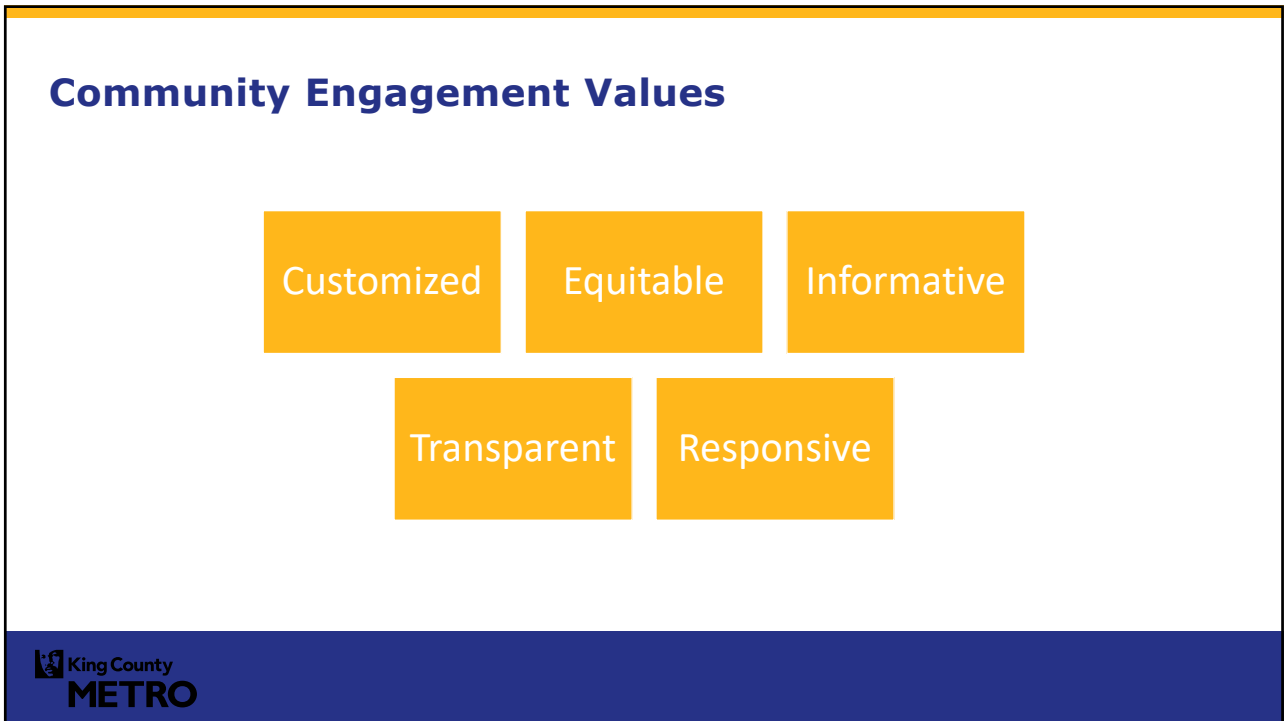 Community Engagement Values
Customized Equitable Informative
Transparent Responsive
King County
METRO